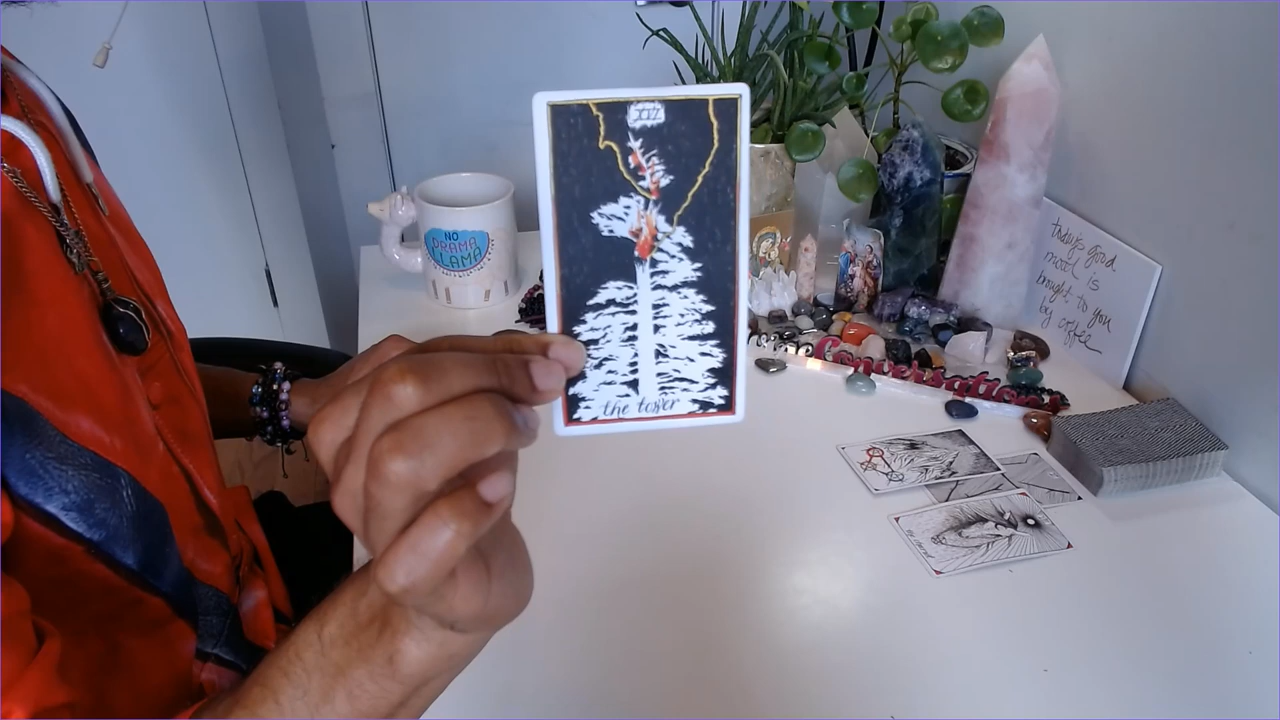 XVI
the tower
NO
DRAMA
LLAMA
Conversations
today's good
mood is
brought to you
by coffee